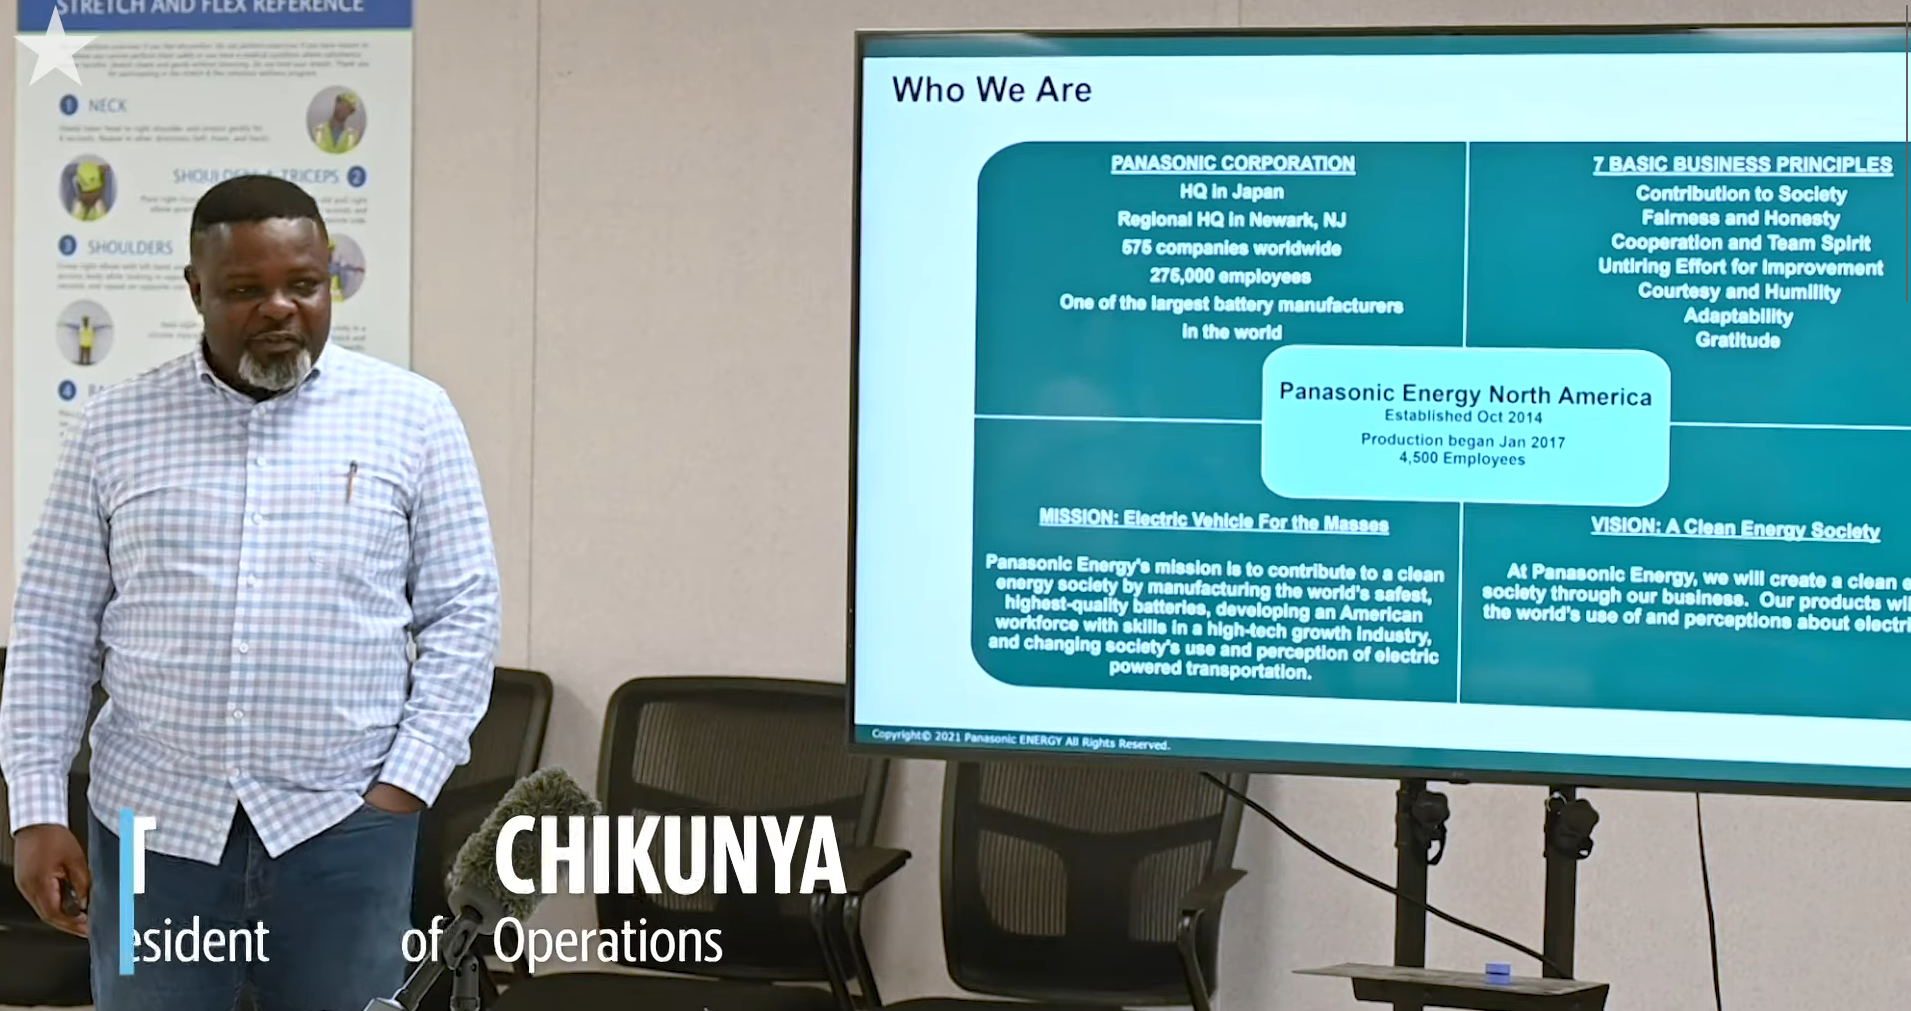 STRETCH AND FLEX REFERENCE
1 NECK
SHOULDERS & TRICEPS 2
3 SHOULDERS
4
Who We Are
PANASONIC CORPORATION
HQ in Japan
Regional HQ in Newark, NJ
575 companies worldwide
275,000 employees
One of the largest battery manufacturers
in the world
7 BASIC BUSINESS PRINCIPLES
Contribution to Society
Fairness and Honesty
Cooperation and Team Spirit
Untiring Effort for Improvement
Courtesy and Humility
Adaptability
Gratitude
Panasonic Energy North America
Established Oct 2014
Production began Jan 2017
4,500 Employees
MISSION: Electric Vehicle For the Masses
Panasonic Energy's mission is to contribute to a clean
energy society by manufacturing the world's safest,
highest-quality batteries, developing an American
workforce with skills in a high-tech growth industry,
and changing society's use and perception of electric
powered transportation.
VISION: A Clean Energy Society
At Panasonic Energy, we will create a clean e
society through our business. Our products wil
the world's use of and perceptions about electri
Copyright© 2021 Panasonic ENERGY All Rights Reserved.
T CHIKUNYA
esident of Operations